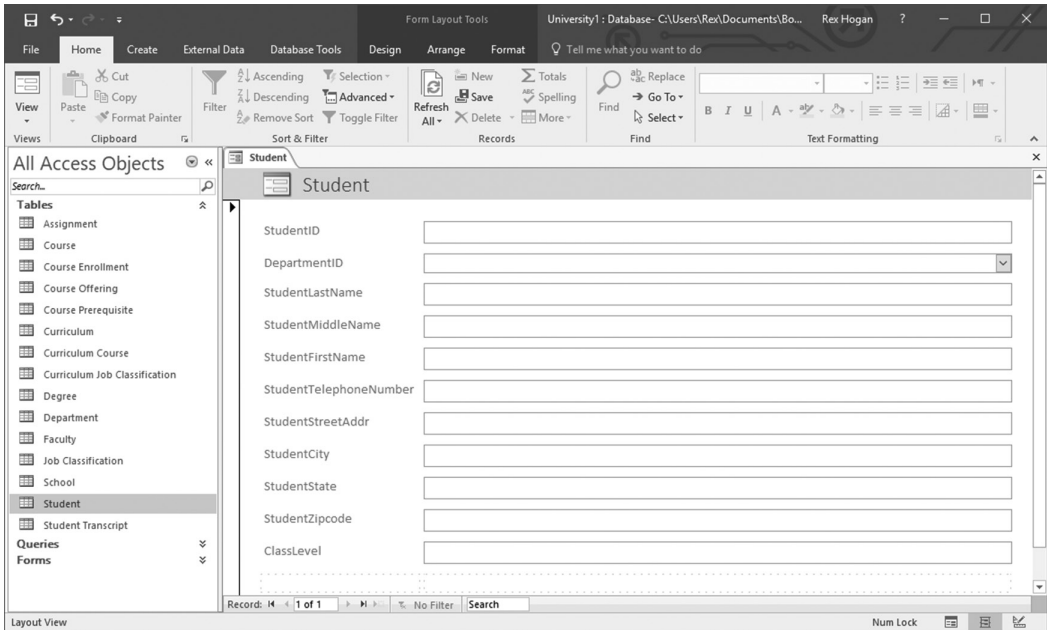 Form Layout Tools University1 : Database- C:\Users\Rex\Documents\Bo... Rex Hogan ?
File Home Create External Data Database Tools Design Arrange Format Tell me what you want to do
View
Views
Paste
Cut
Copy
Format Painter
Clipboard
Filter
Ascending
Descending
Remove Sort
Selection
Advanced
Toggle Filter
Sort & Filter
Refresh
All
New
Save
Delete
Totals
Spelling
More
Records
Find
Replace
Go To
Select
Find
B I U A
Text Formatting
All Access Objects
Search...
Tables
Assignment
Course
Course Enrollment
Course Offering
Course Prerequisite
Curriculum
Curriculum Course
Curriculum Job Classification
Degree
Department
Faculty
Job Classification
School
Student
Student Transcript
Queries
Forms
Student
Student
StudentID
DepartmentID
StudentLastName
StudentMiddleName
StudentFirstName
StudentTelephoneNumber
StudentStreetAddr
StudentCity
StudentState
StudentZipcode
ClassLevel
Record: 1 of 1 No Filter Search
Layout View Num Lock